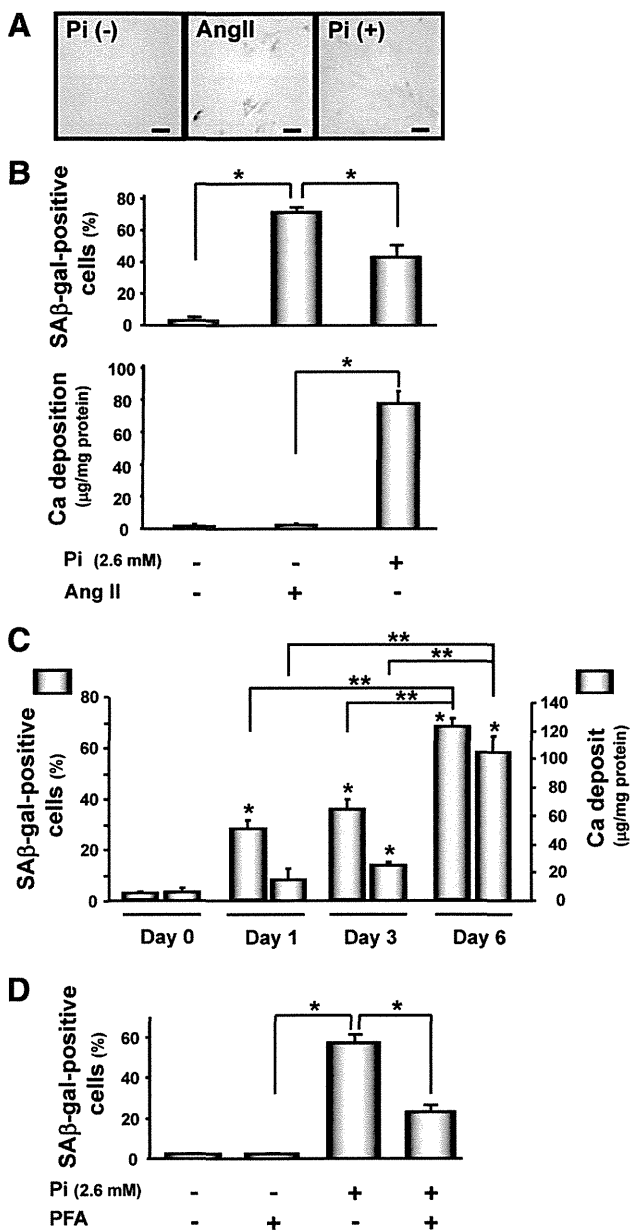 A
Pi (-) AngII Pi (+)
B
* *
SAβ-gal-positive
cells (%)
80
60
40
20
0
*
Ca deposition
(µg/mg protein)
100
80
60
40
20
0
Pi (2.6 mM) - - +
Ang II - + -
C
**
**
**
**
SAβ-gal-positive
cells (%)
80
60
40
20
0
* * * * *
140
120
100
80
60
40
20
0
Ca deposit
(µg/mg protein)
Day 0 Day 1 Day 3 Day 6
D
* *
SAβ-gal-positive
cells (%)
60
40
20
0
Pi (2.6 mM) - - + +
PFA - + - +